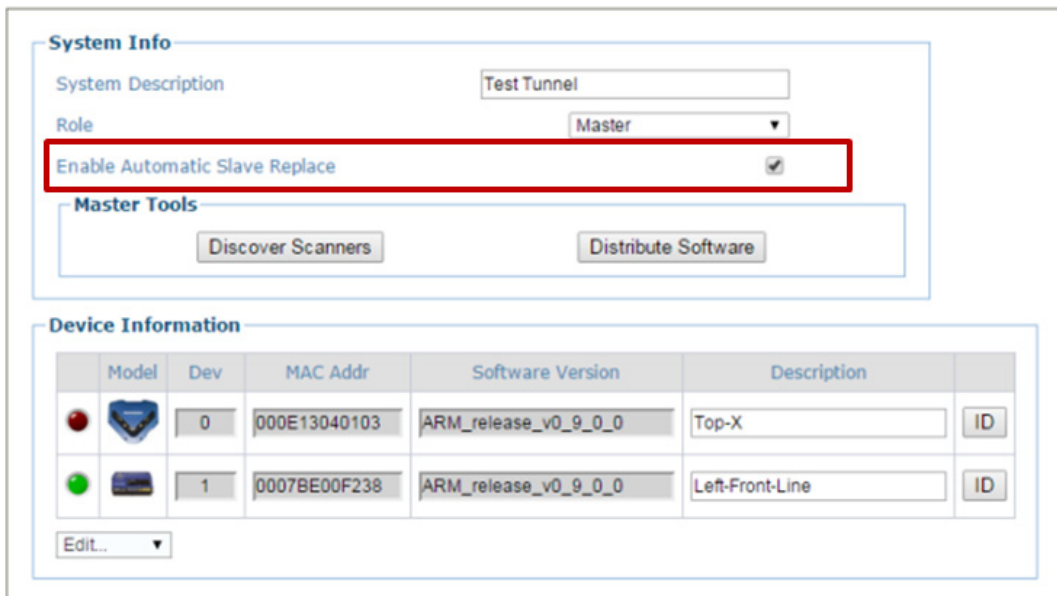 System Info
System Description Test Tunnel
Role Master
Enable Automatic Slave Replace
Master Tools
Discover Scanners Distribute Software
Device Information
Model Dev MAC Addr Software Version Description
0 000E13040103 ARM_release_v0_9_0_0 Top-X ID
1 0007BE00F238 ARM_release_v0_9_0_0 Left-Front-Line ID
Edit...